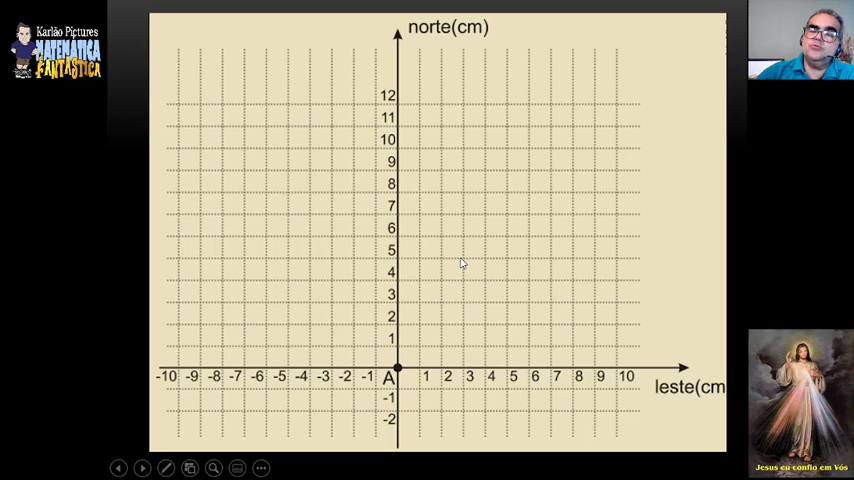 Karlão Pictures
MATEMÁTICA
FANTÁSTICA
norte(cm)
12
11
10
9
8
7
6
5
4
3
2
1
-10 -9 -8 -7 -6 -5 -4 -3 -2 -1 A 1 2 3 4 5 6 7 8 9 10
leste(cm
-1
-2
Jesus eu confio em Vós